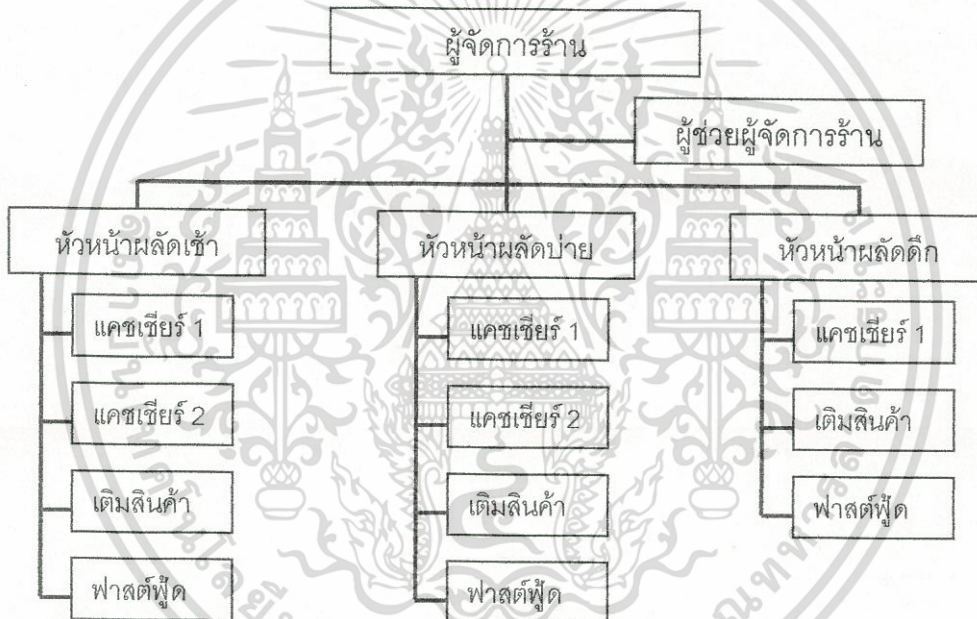 ผู้จัดการร้าน
ผู้ช่วยผู้จัดการร้าน
หัวหน้าผลัดเช้า
แคชเชียร์ 1
แคชเชียร์ 2
เติมสินค้า
ฟาสต์ฟู้ด
หัวหน้าผลัดบ่าย
แคชเชียร์ 1
แคชเชียร์ 2
เติมสินค้า
ฟาสต์ฟู้ด
หัวหน้าผลัดดึก
แคชเชียร์ 1
เติมสินค้า
ฟาสต์ฟู้ด